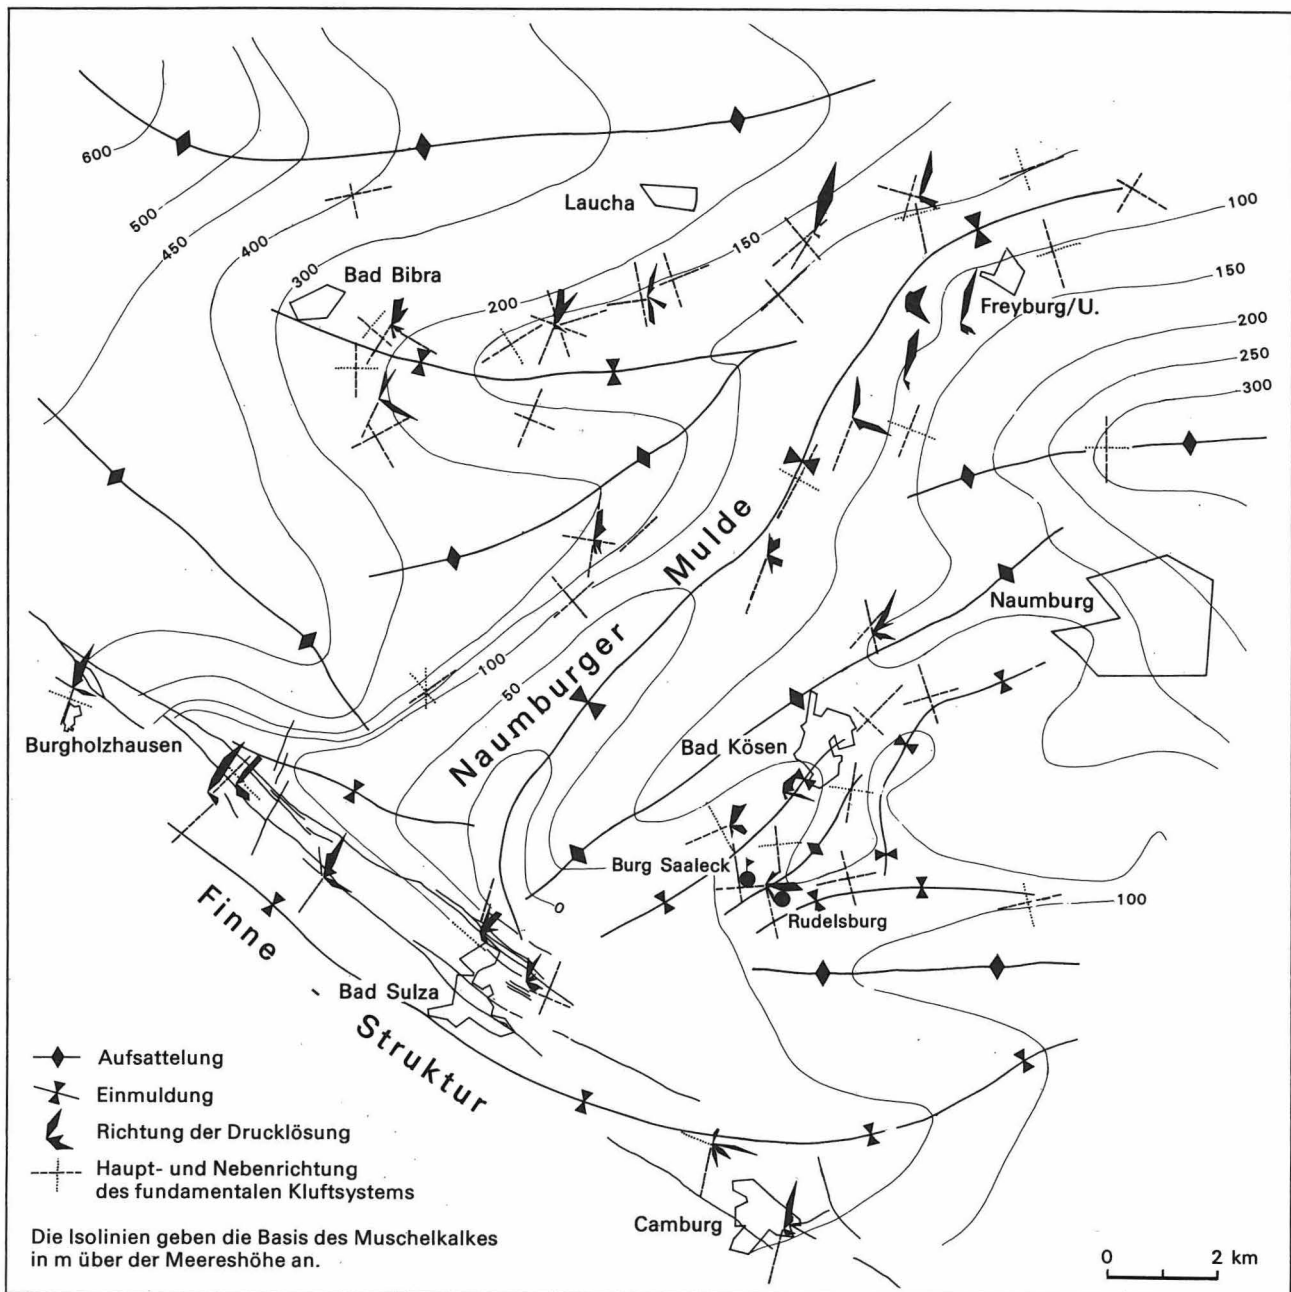 600
500
450
400
300
Laucha
Bad Bibra
200
150
100
150
Freyburg/U.
200
250
300
Naumburger Mulde
Naumburg
100
50
Burgholzhausen
Bad Kösen
Burg Saaleck
0
Rudelsburg
100
Finne - Struktur
Bad Sulza
Camburg
Aufsattelung
Einmuldung
Richtung der Drucklösung
Haupt- und Nebenrichtung
des fundamentalen Kluftsystems
Die Isolinien geben die Basis des Muschelkalkes
in m über der Meereshöhe an.
0 2 km